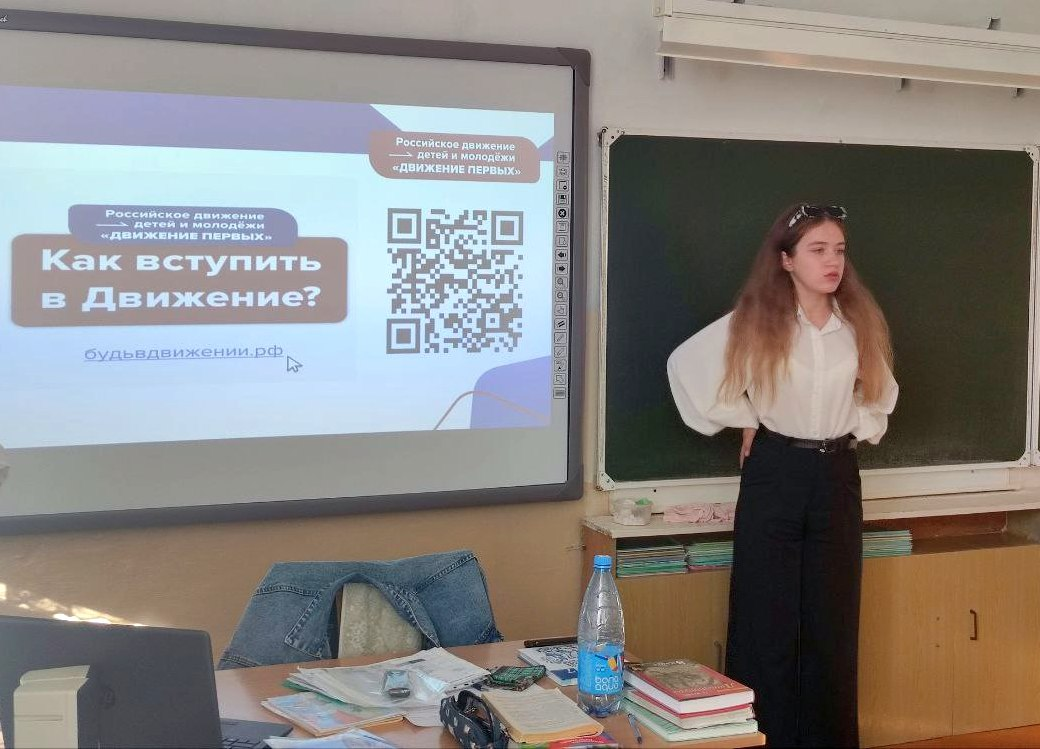 Российское движение
детей и молодёжи
«ДВИЖЕНИЕ ПЕРВЫХ»
Российское движение
детей и молодёжи
«ДВИЖЕНИЕ ПЕРВЫХ»
Как вступить
в Движение?
будьвдвижении.рф
bona
aqua